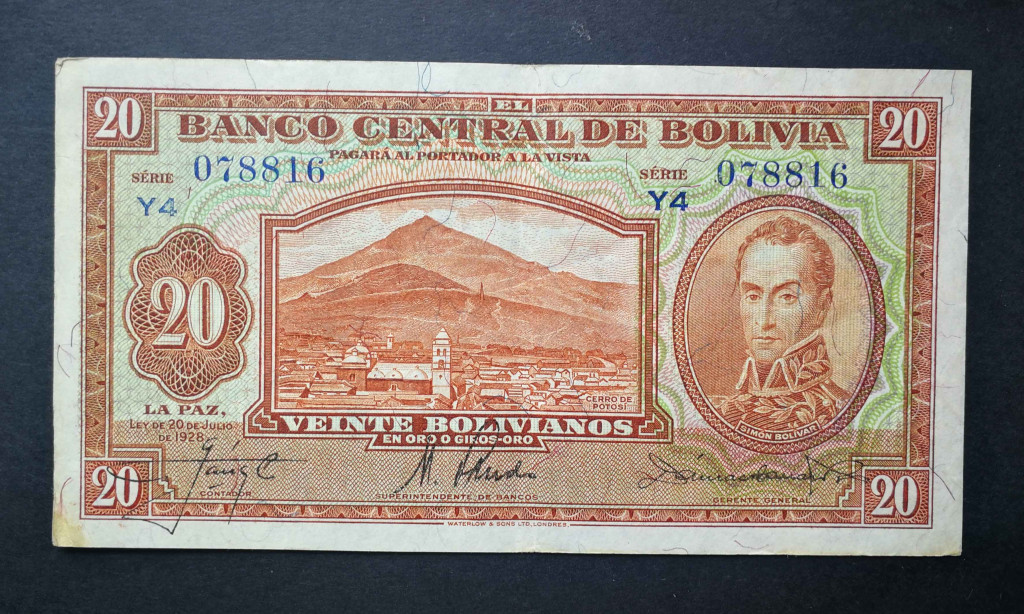 20 EL 20
BANCO CENTRAL DE BOLIVIA
PAGARÁ AL PORTADOR A LA VISTA
SÉRIE 078816 SÉRIE 078816
Y4 Y4
20
CERRO DE
POTOSÍ
SIMON BOLIVAR
LA PAZ,
LEY DE 20 DE JULIO
DE 1928
VEINTE BOLIVIANOS
EN ORO O GIROS-ORO
CONTADOR SUPERINTENDENTE DE BANCOS GERENTE GENERAL
20 20
WATERLOW & SONS LTD, LONDRES.